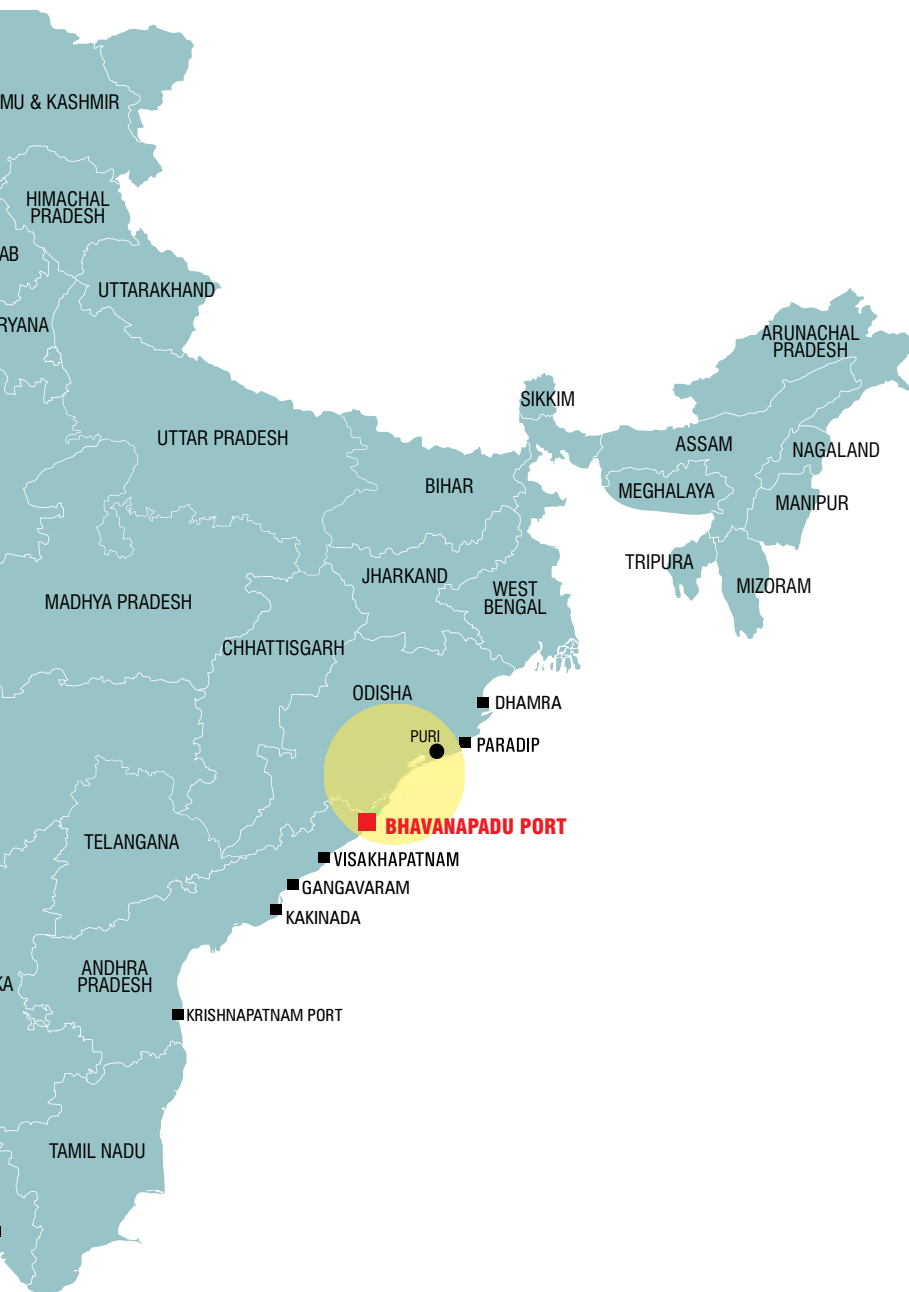 MU & KASHMIR
HIMACHAL
PRADESH
AB
UTTARAKHAND
RYANA
ARUNACHAL
PRADESH
SIKKIM
UTTAR PRADESH
ASSAM
NAGALAND
BIHAR
MEGHALAYA
MANIPUR
TRIPURA
JHARKAND
WEST
BENGAL
MIZORAM
MADHYA PRADESH
CHHATTISGARH
ODISHA
DHAMRA
PURI
PARADIP
BHAVANAPADU PORT
TELANGANA
VISAKHAPATNAM
GANGAVARAM
KAKINADA
ANDHRA
PRADESH
KA
KRISHNAPATNAM PORT
TAMIL NADU